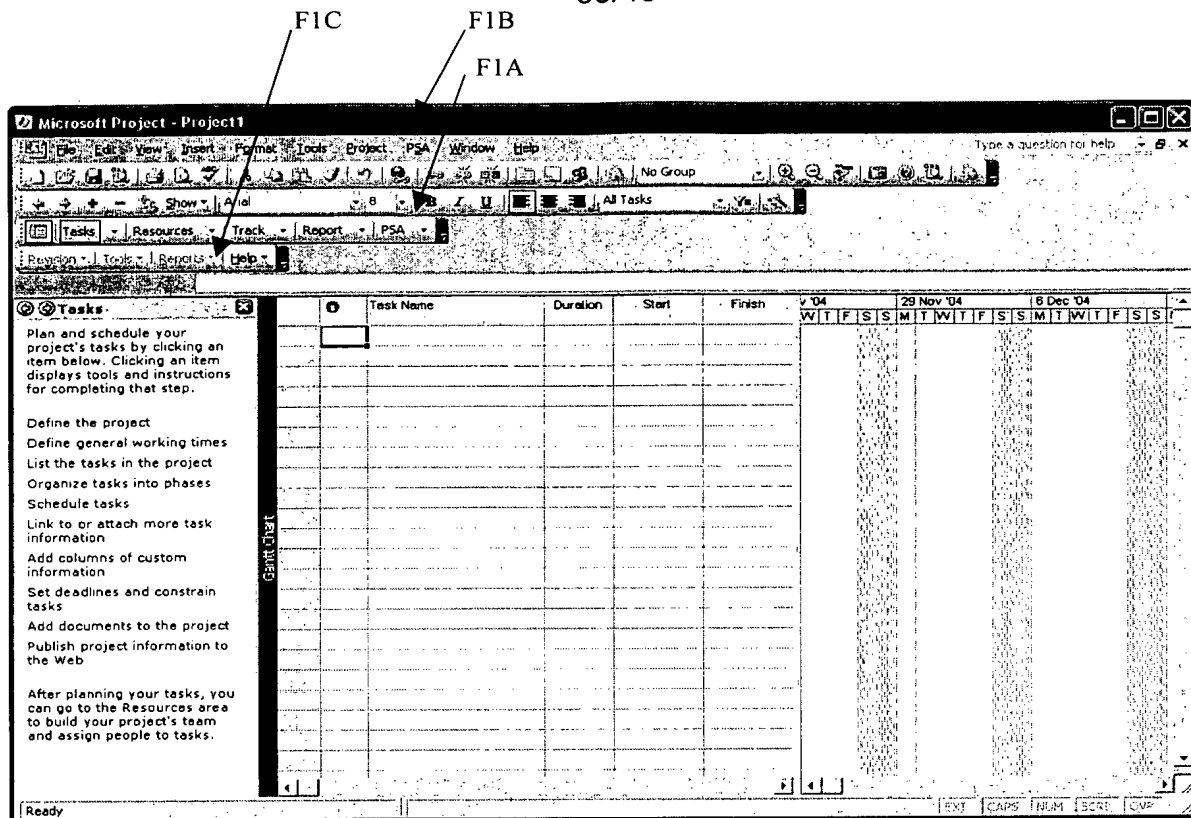 F1C F1B
F1A
Microsoft Project - Project1
File Edit View Insert Format Tools Project PSA Window Help Type a question for help
No Group
Show Arial 8 B I U All Tasks
Tasks Resources Track Report PSA
Revision Tools Reports Help
Tasks
Task Name Duration Start Finish
'04 29 Nov '04 6 Dec '04
W T F S S M T W T F S S M T W T F S S
Plan and schedule your
project's tasks by clicking an
item below. Clicking an item
displays tools and instructions
for completing that step.
Define the project
Define general working times
List the tasks in the project
Organize tasks into phases
Schedule tasks
Link to or attach more task
information
Add columns of custom
information
Set deadlines and constrain
tasks
Add documents to the project
Publish project information to
the Web
After planning your tasks, you
can go to the Resources area
to build your project's team
and assign people to tasks.
Gantt Chart
Ready EXT CAPS NUM SCRL OVR